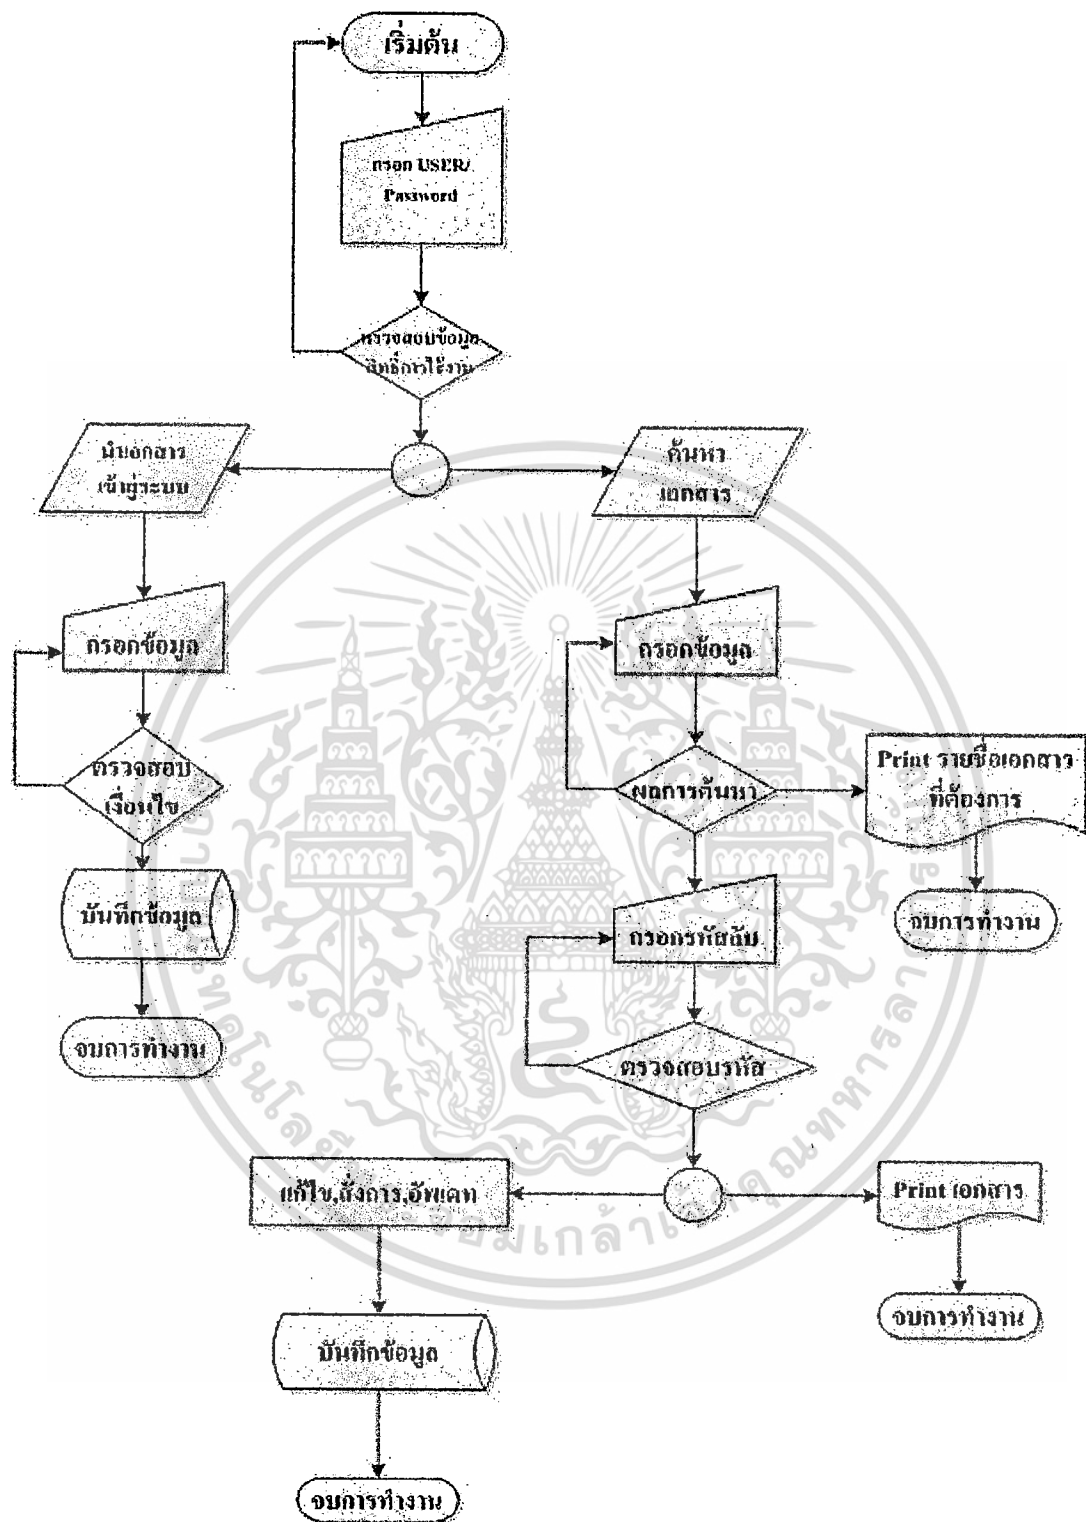 เริ่มต้น
กรอก USER/
Password
ตรวจสอบข้อมูล
สิทธิ์การใช้งาน
นำเอกสาร
เข้าสู่ระบบ
ค้นหา
เอกสาร
กรอกข้อมูล
กรอกข้อมูล
ตรวจสอบ
เงื่อนไข
ผลการค้นหา
Print รายชื่อเอกสาร
ที่ต้องการ
บันทึกข้อมูล
กรอกรหัสลับ
จบการทำงาน
จบการทำงาน
ตรวจสอบรหัส
แก้ไข,สั่งการ,อัพเดท
Print เอกสาร
จบการทำงาน
บันทึกข้อมูล
จบการทำงาน